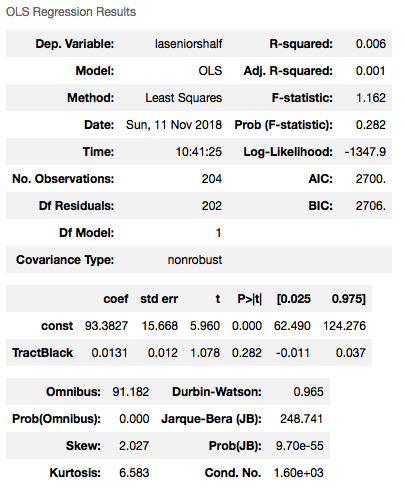 OLS Regression Results
Dep. Variable: laseniorshalf R-squared: 0.006
Model: OLS Adj. R-squared: 0.001
Method: Least Squares F-statistic: 1.162
Date: Sun, 11 Nov 2018 Prob (F-statistic): 0.282
Time: 10:41:25 Log-Likelihood: -1347.9
No. Observations: 204 AIC: 2700.
Df Residuals: 202 BIC: 2706.
Df Model: 1
Covariance Type: nonrobust
coef std err t P>|t| [0.025 0.975]
const 93.3827 15.668 5.960 0.000 62.490 124.276
TractBlack 0.0131 0.012 1.078 0.282 -0.011 0.037
Omnibus: 91.182 Durbin-Watson: 0.965
Prob(Omnibus): 0.000 Jarque-Bera (JB): 248.741
Skew: 2.027 Prob(JB): 9.70e-55
Kurtosis: 6.583 Cond. No. 1.60e+03